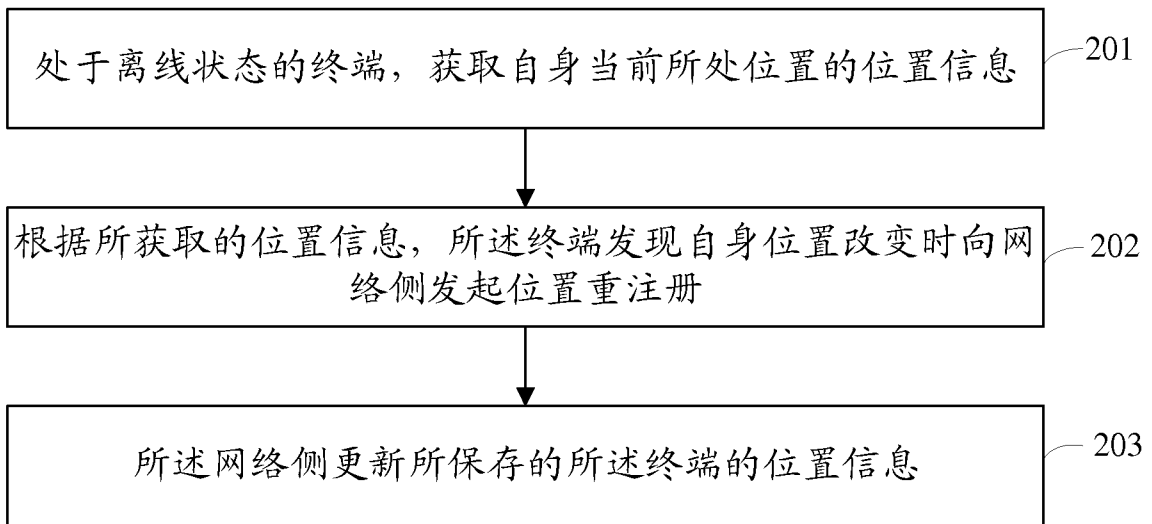 处于离线状态的终端，获取自身当前所处位置的位置信息
201
根据所获取的位置信息，所述终端发现自身位置改变时向网
络侧发起位置重注册
202
所述网络侧更新所保存的所述终端的位置信息
203